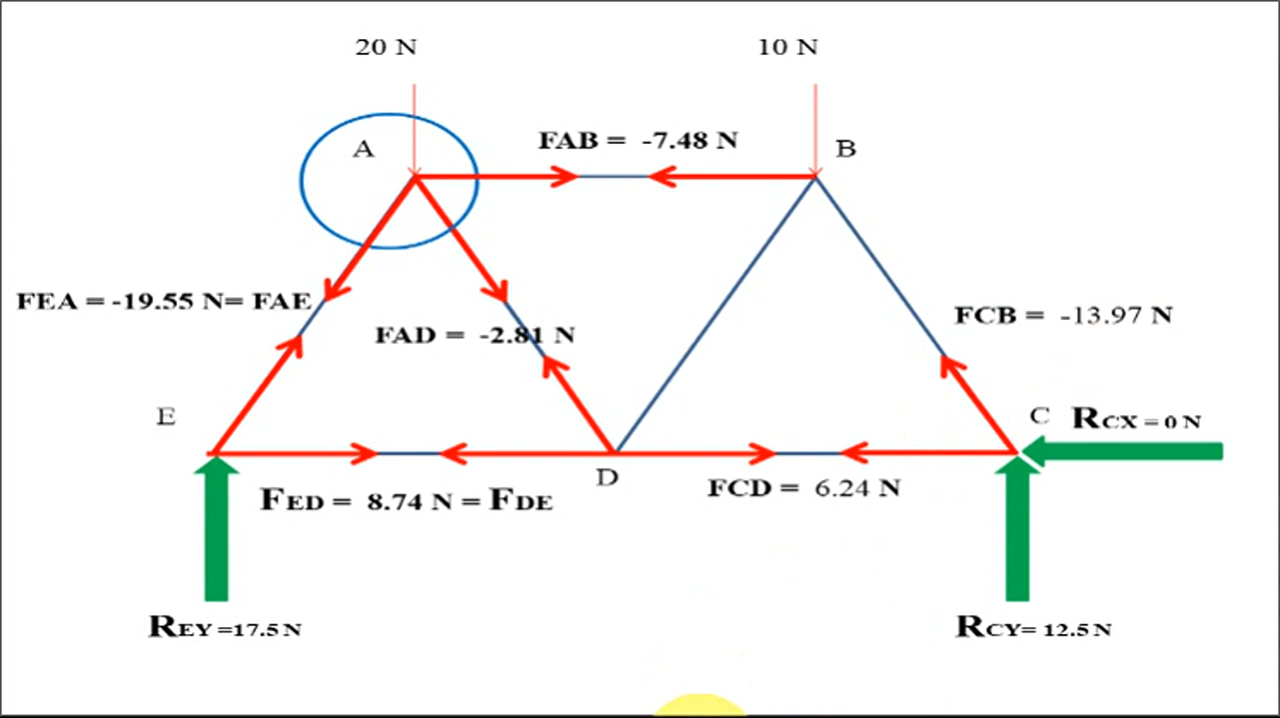 20 N
10 N
FAB = -7.48 N
A
B
FEA = -19.55 N= FAE
FAD = -2.81 N
FCB = -13.97 N
E
C
RCX = 0 N
D
FED = 8.74 N = FDE
FCD = 6.24 N
REY =17.5 N
RCY= 12.5 N